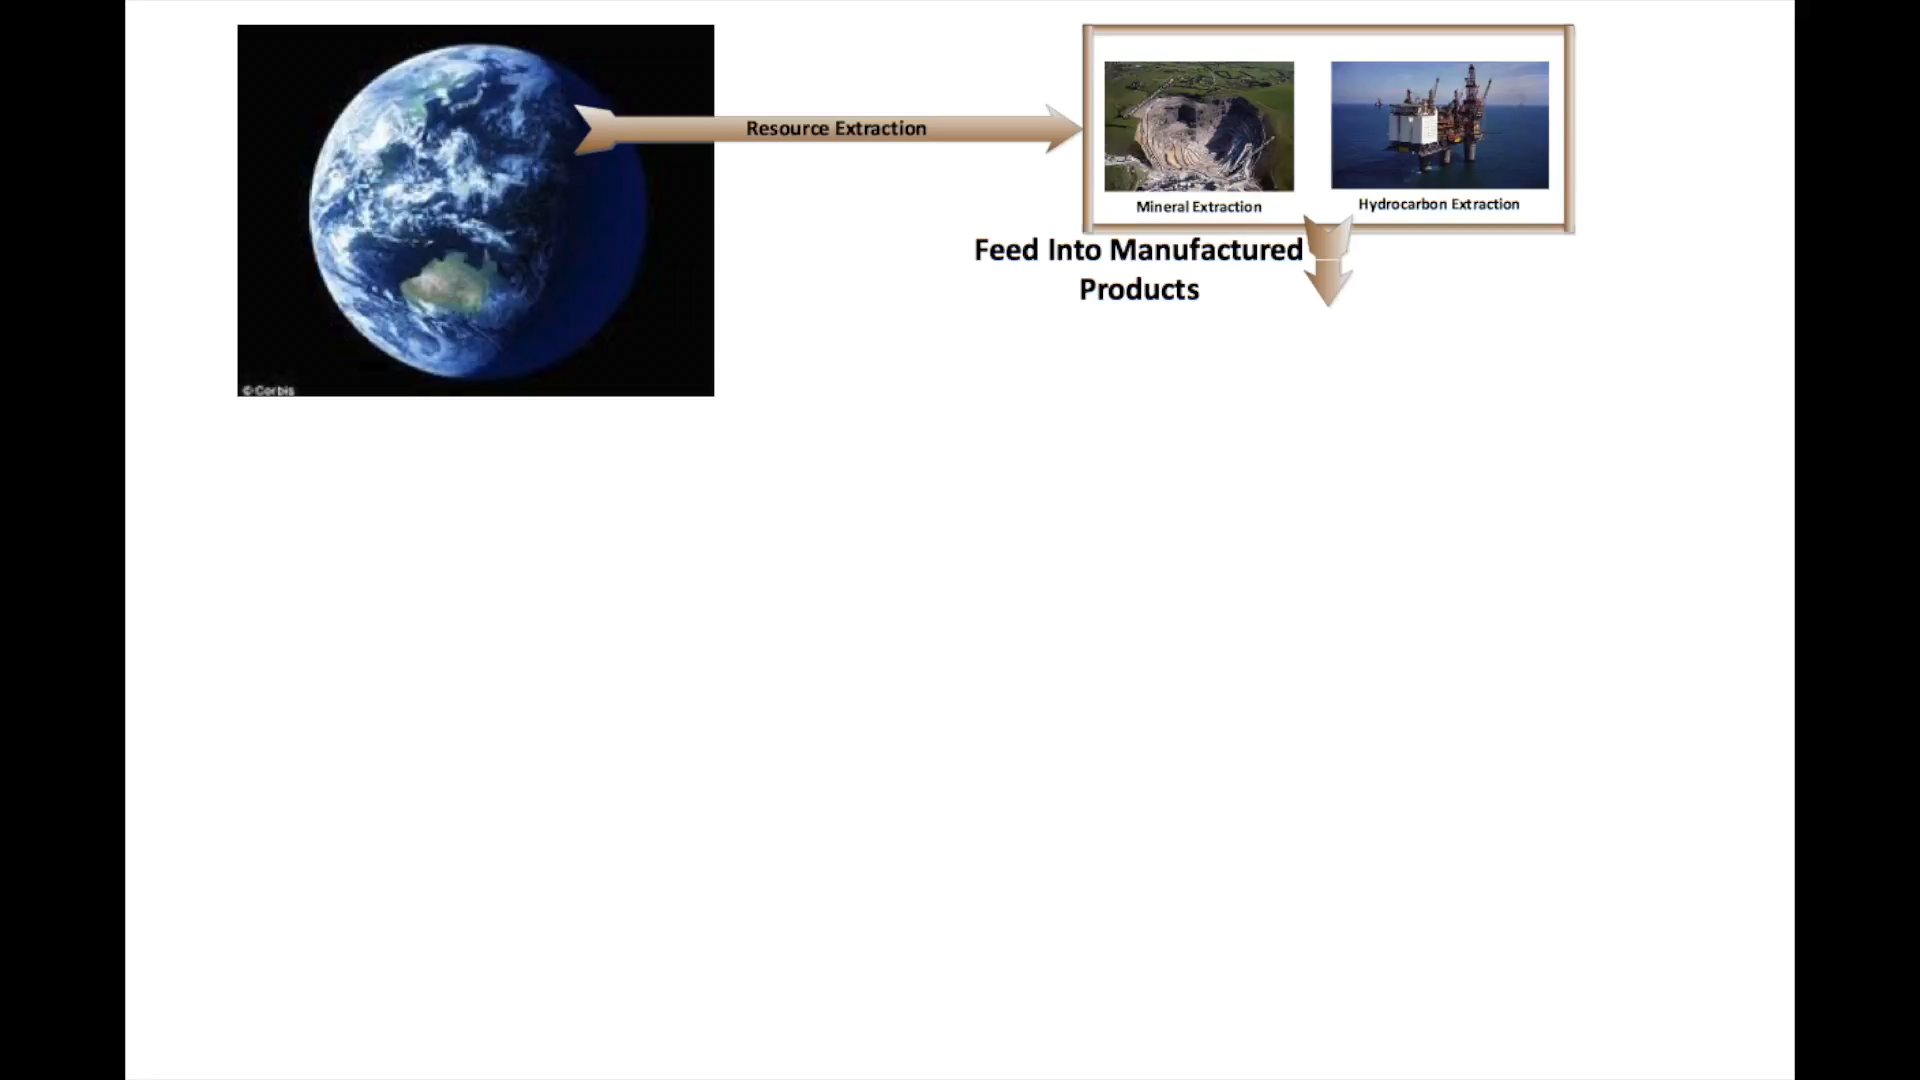 Resource Extraction
Mineral Extraction
Hydrocarbon Extraction
Feed Into Manufactured
Products
© Corbis